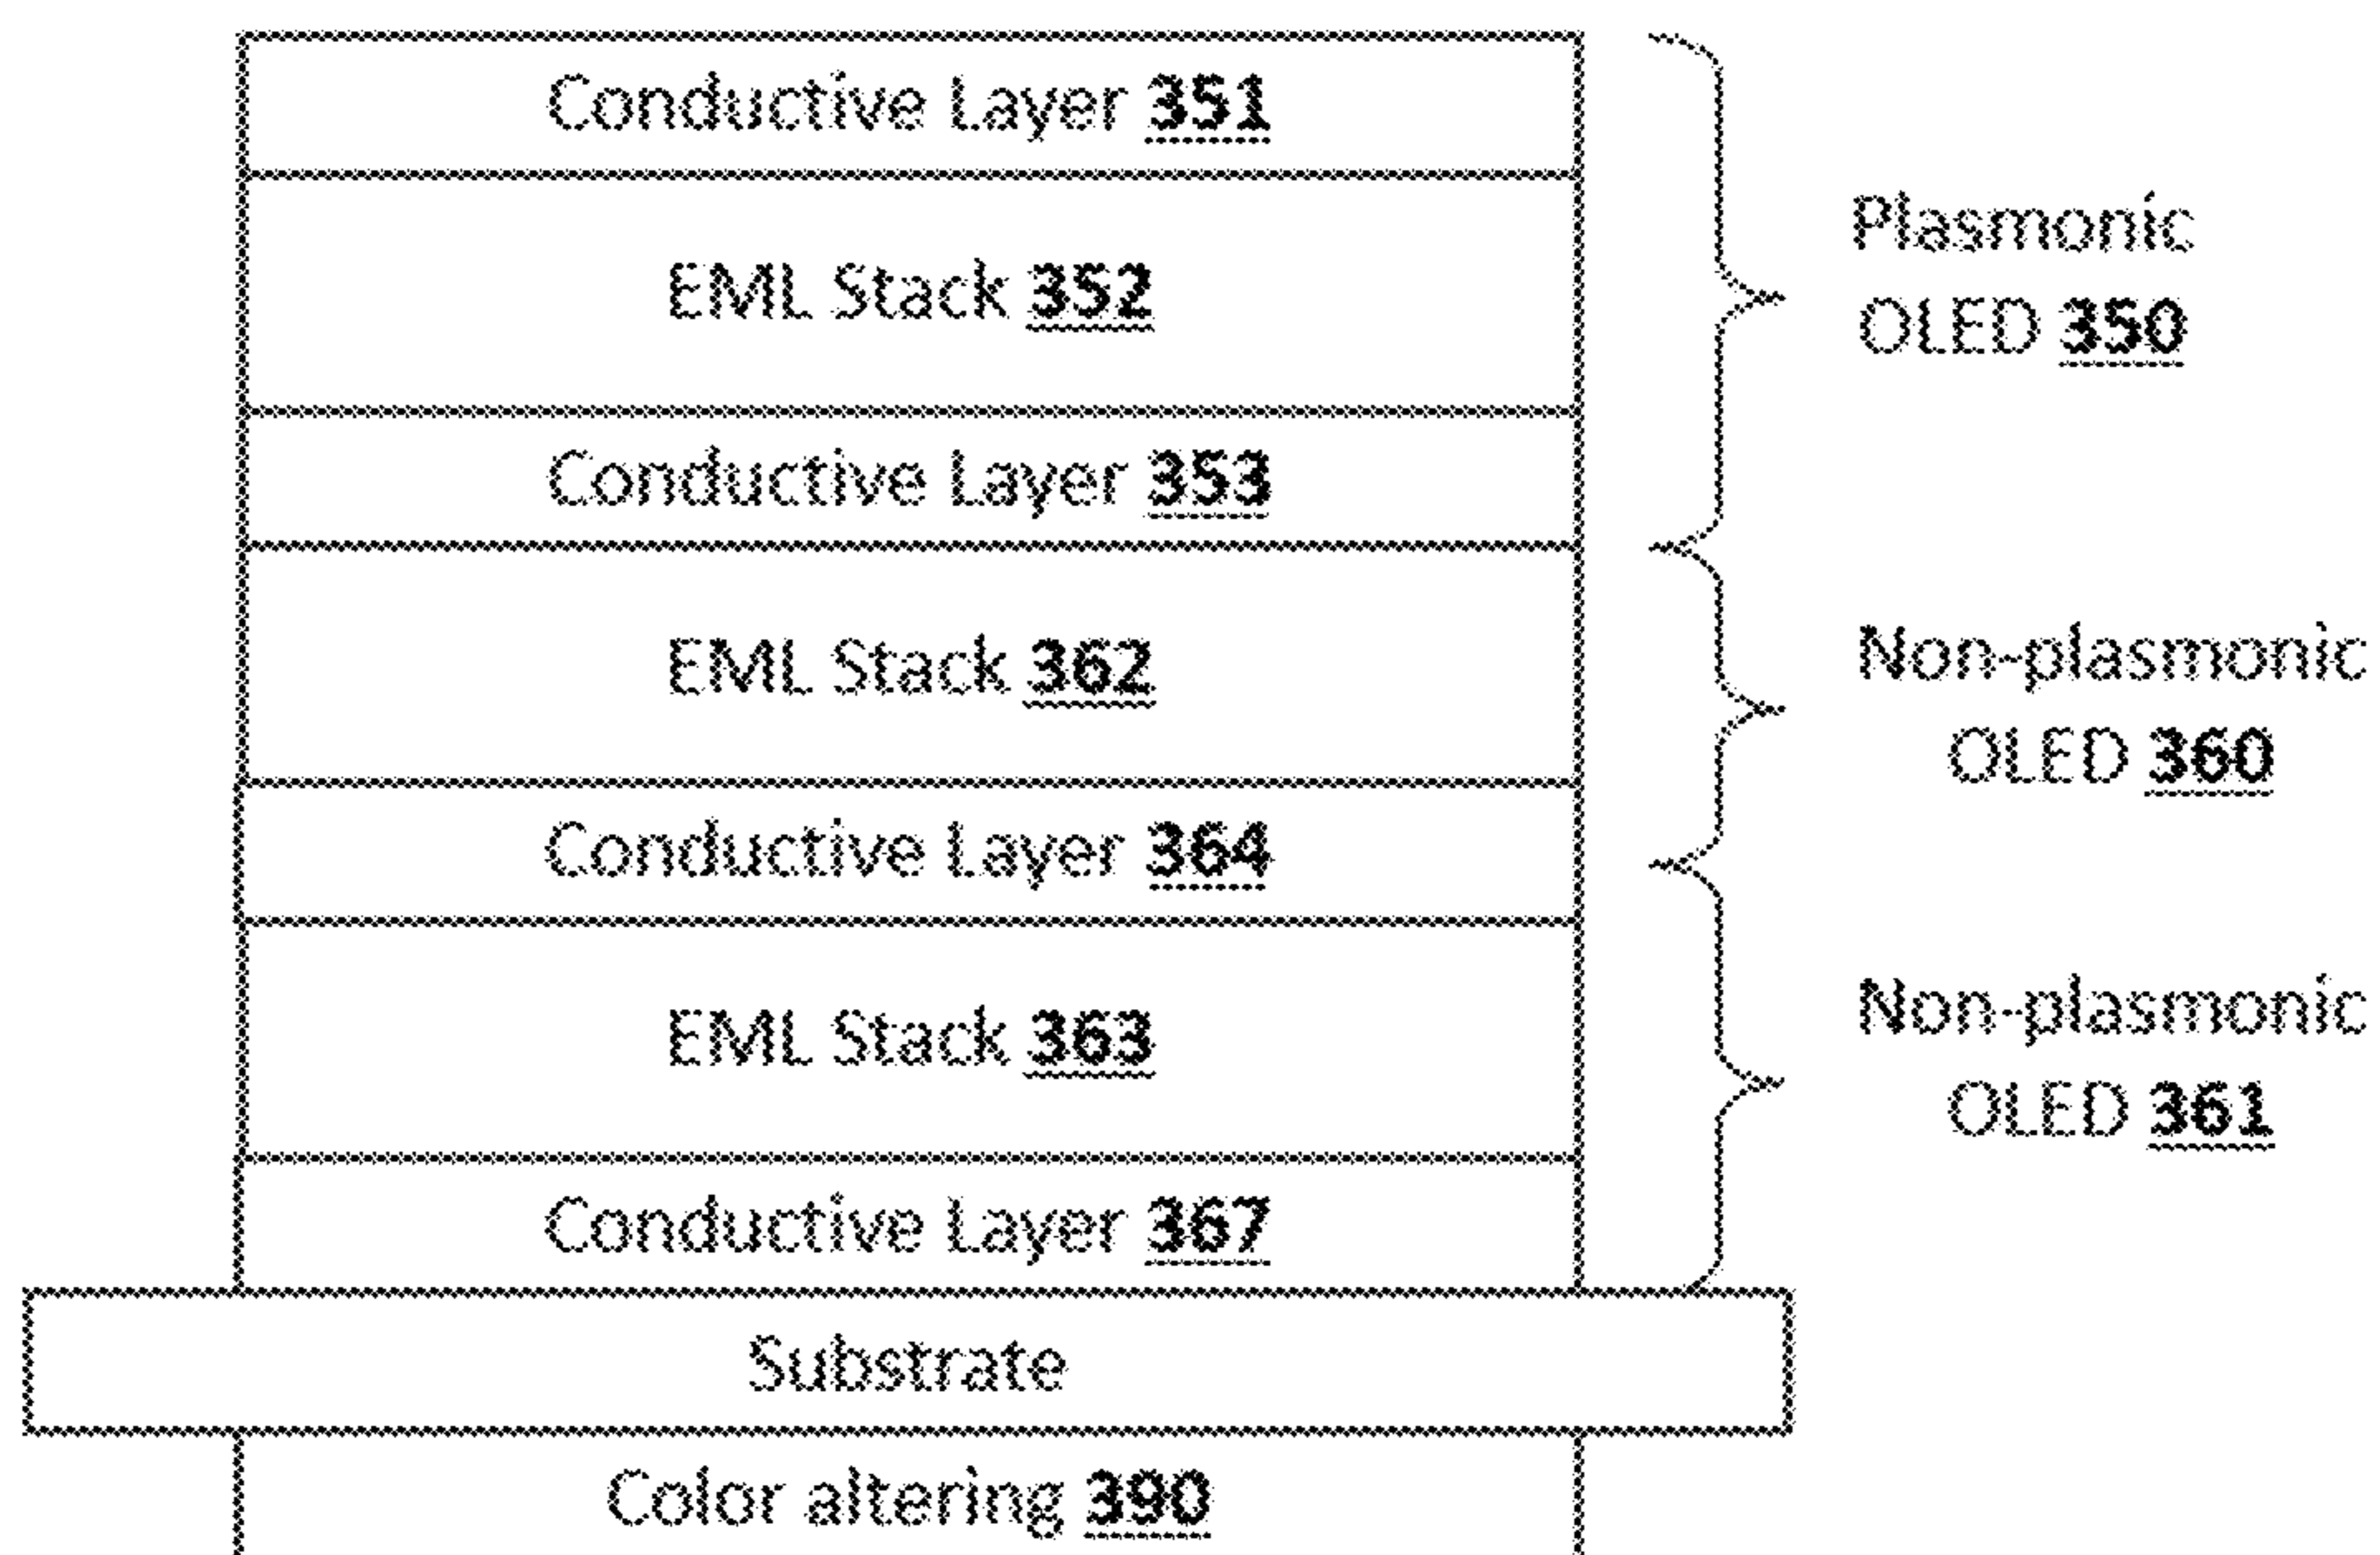 Conductive Layer 351
EML Stack 352
Conductive Layer 353
EML Stack 362
Conductive Layer 364
EML Stack 363
Conductive Layer 367
Substrate
Color altering 390
Plasmonic
OLED 350
Non-plasmonic
OLED 360
Non-plasmonic
OLED 361